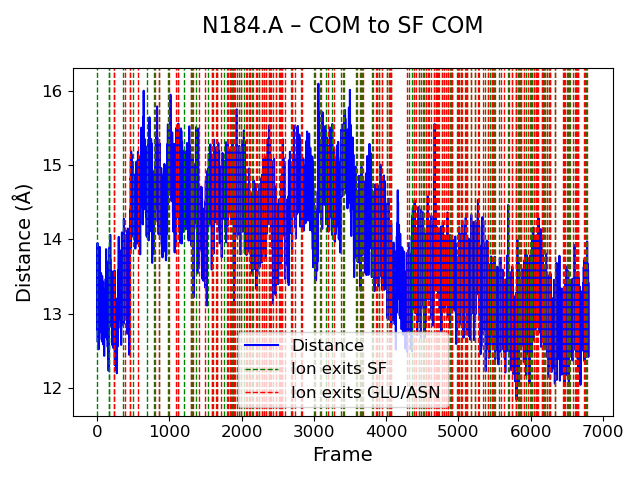 N184.A – COM to SF COM
16
15
14
13
12
Distance (Å)
Distance
Ion exits SF
Ion exits GLU/ASN
0 1000 2000 3000 4000 5000 6000 7000
Frame